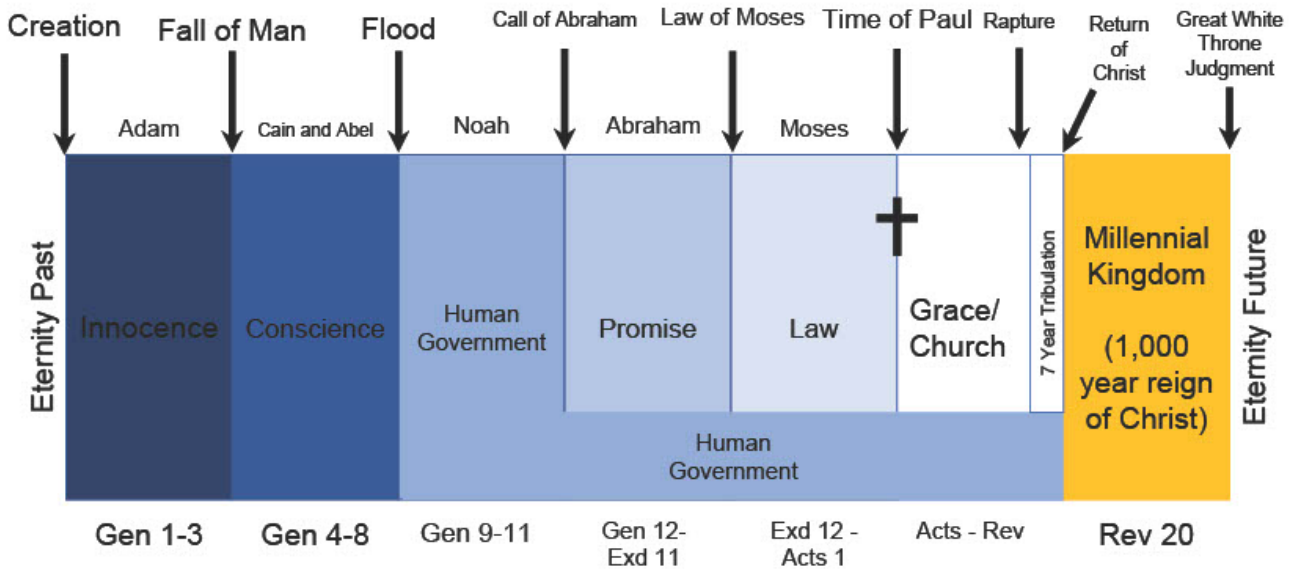 Creation
Fall of Man
Flood
Call of Abraham
Law of Moses
Time of Paul
Rapture
Return
of
Christ
Great White
Throne
Judgment
Adam
Cain and Abel
Noah
Abraham
Moses
Eternity Past
Innocence
Conscience
Human
Government
Promise
Law
Grace/
Church
7 Year Tribulation
Millennial
Kingdom
(1,000
year reign
of Christ)
Eternity Future
Human
Government
Gen 1-3
Gen 4-8
Gen 9-11
Gen 12-
Exd 11
Exd 12 -
Acts 1
Acts - Rev
Rev 20